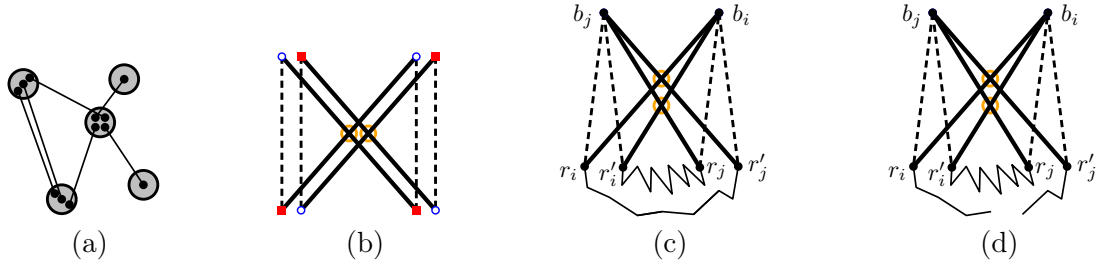 b_j b_i b_j b_i
r_i r'_i r_j r'_j r_i r'_i r_j r'_j
(a) (b) (c) (d)